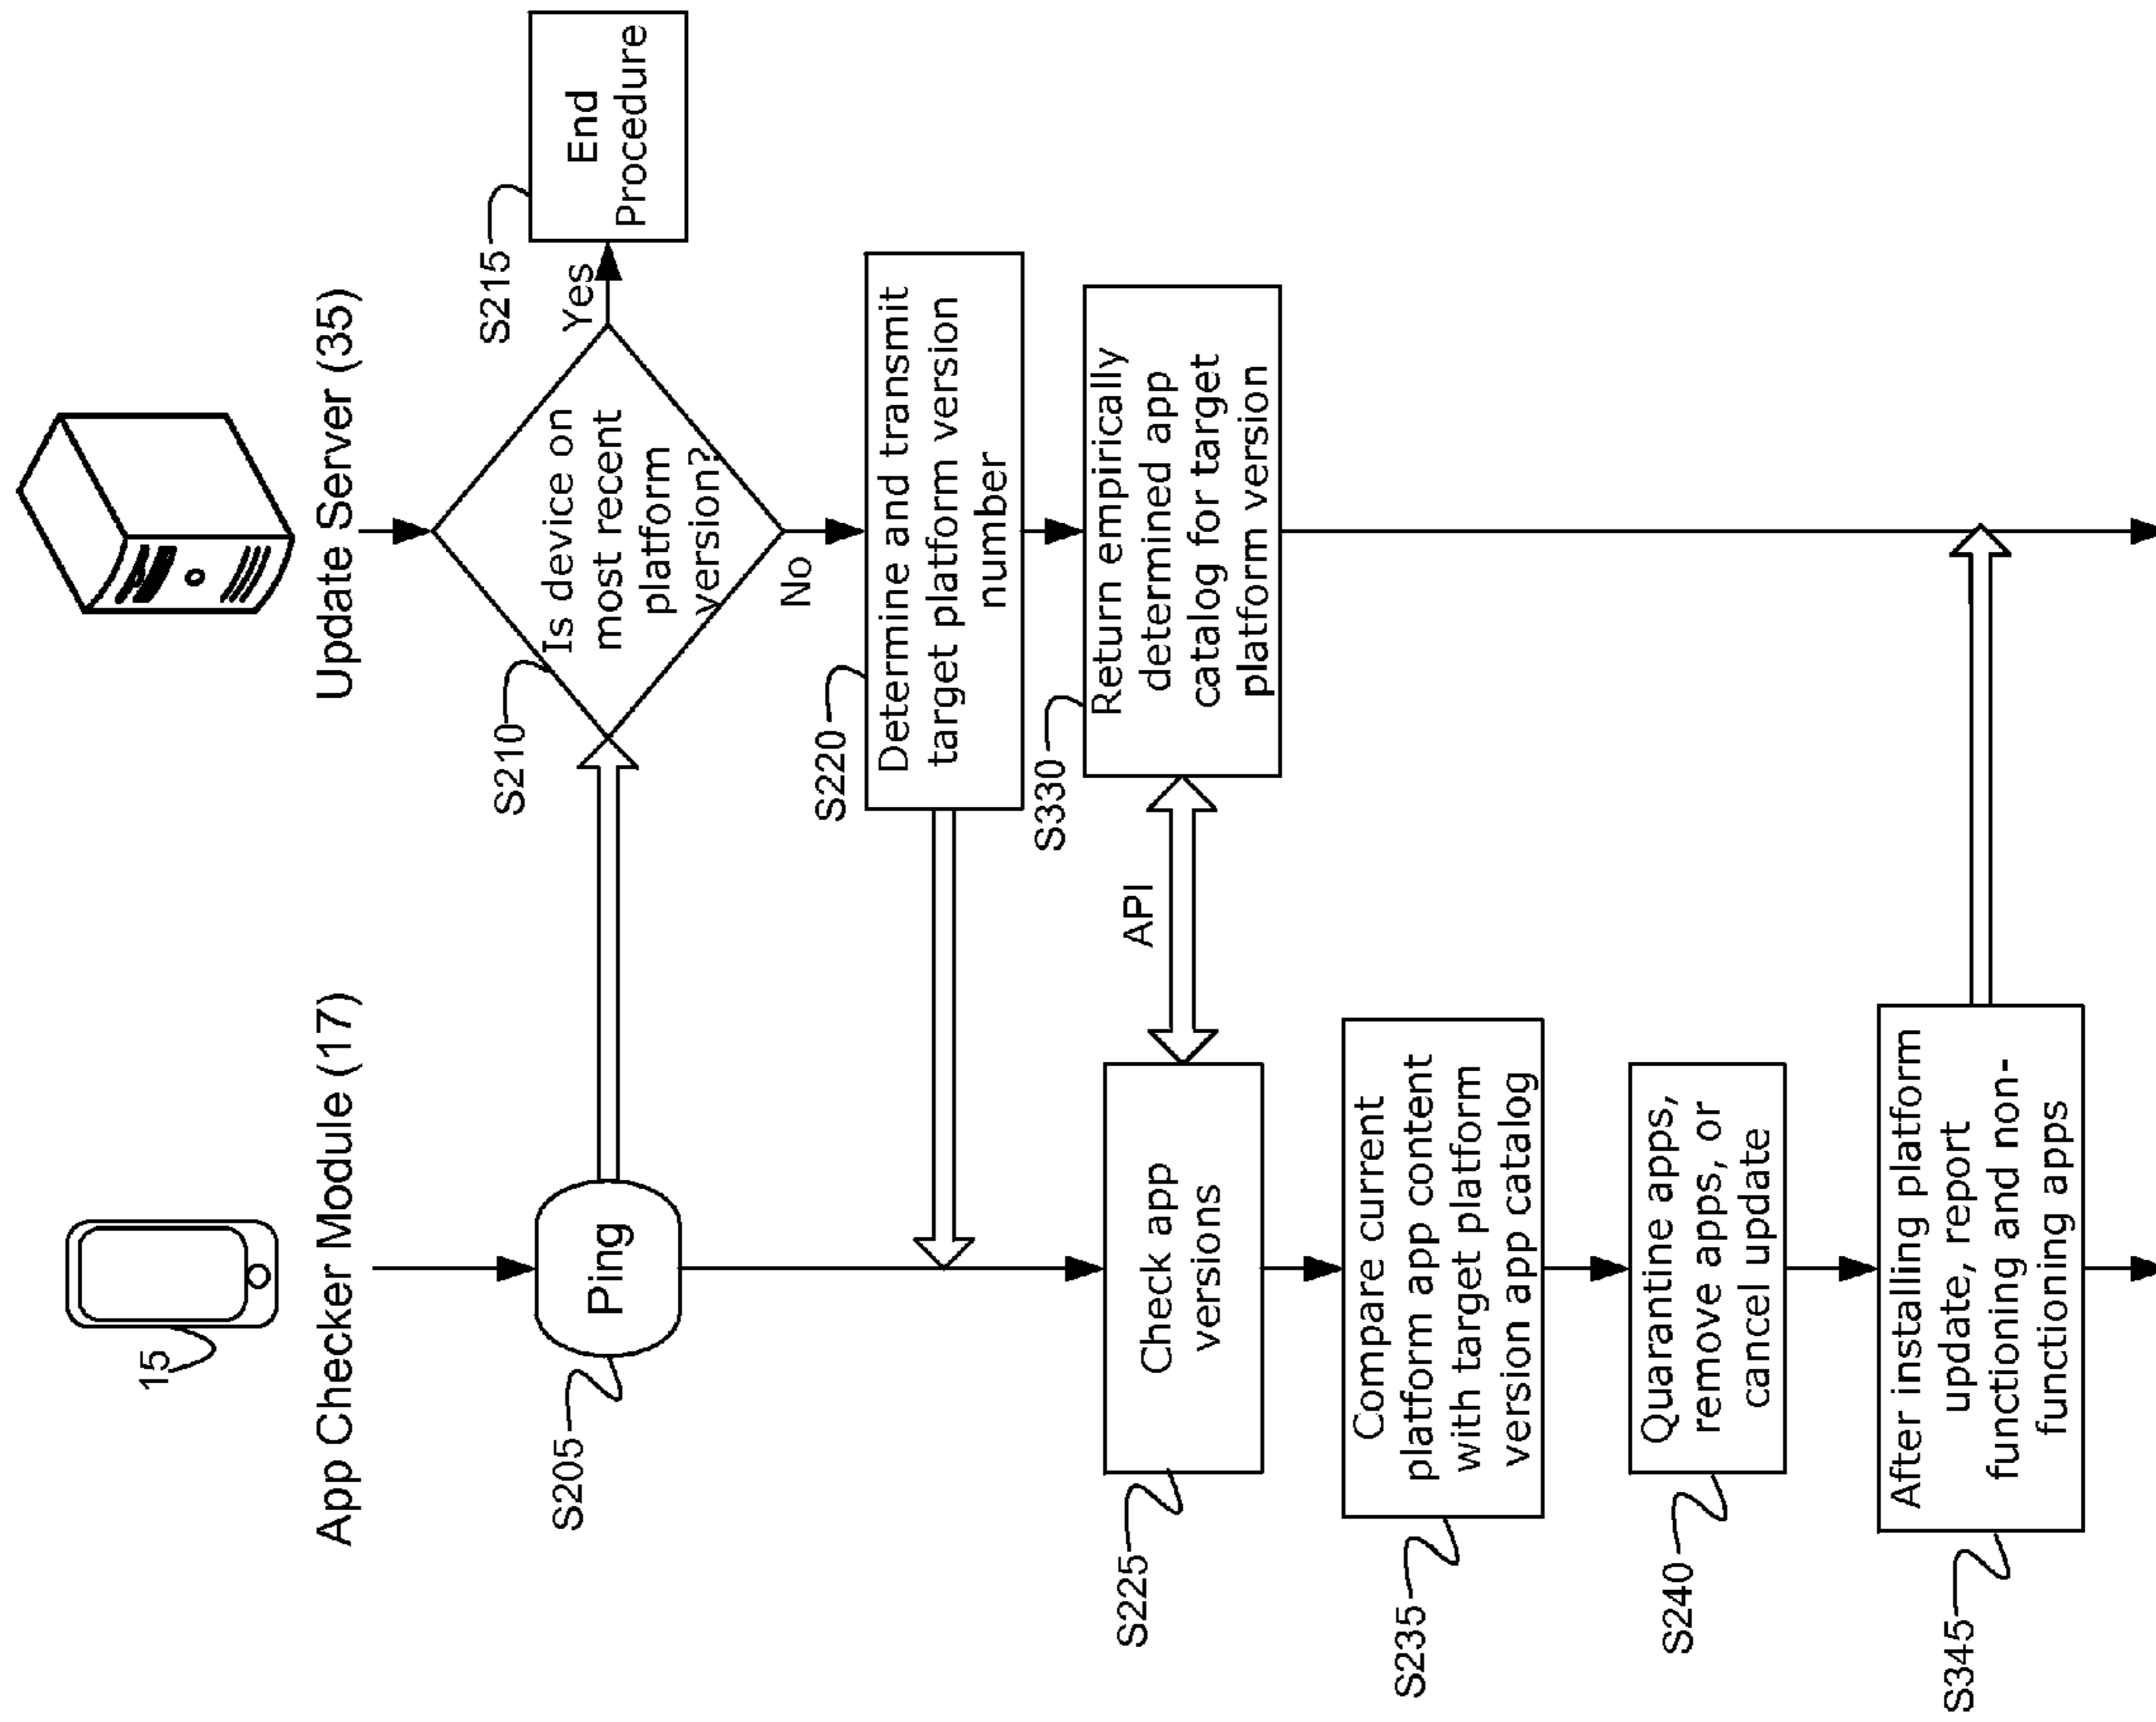 15
App Checker Module (17)
Update Server (35)
S205
Ping
S210
Is device on
most recent
platform
version?
Yes
S215
End
Procedure
No
S220
Determine and transmit
target platform version
number
S225
Check app
versions
API
S330
Return empirically
determined app
catalog for target
platform version
S235
Compare current
platform app content
with target platform
version app catalog
S240
Quarantine apps,
remove apps, or
cancel update
S345
After installing platform
update, report
functioning and non-
functioning apps